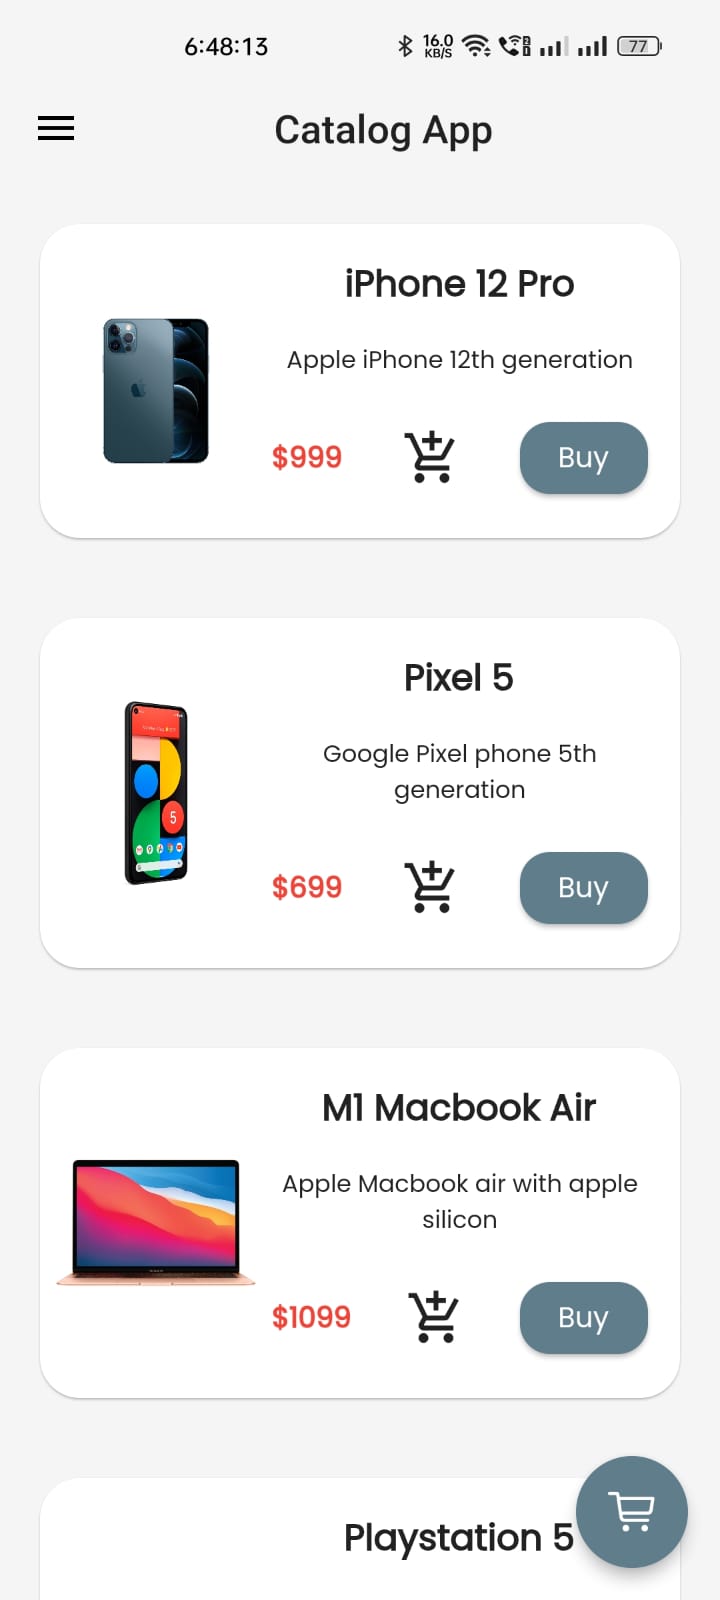 6:48:13
16.0
KB/S
77
Catalog App
iPhone 12 Pro
Apple iPhone 12th generation
$999
Buy
Pixel 5
Google Pixel phone 5th
generation
5
$699
Buy
M1 Macbook Air
Apple Macbook air with apple
silicon
$1099
Buy
Playstation 5